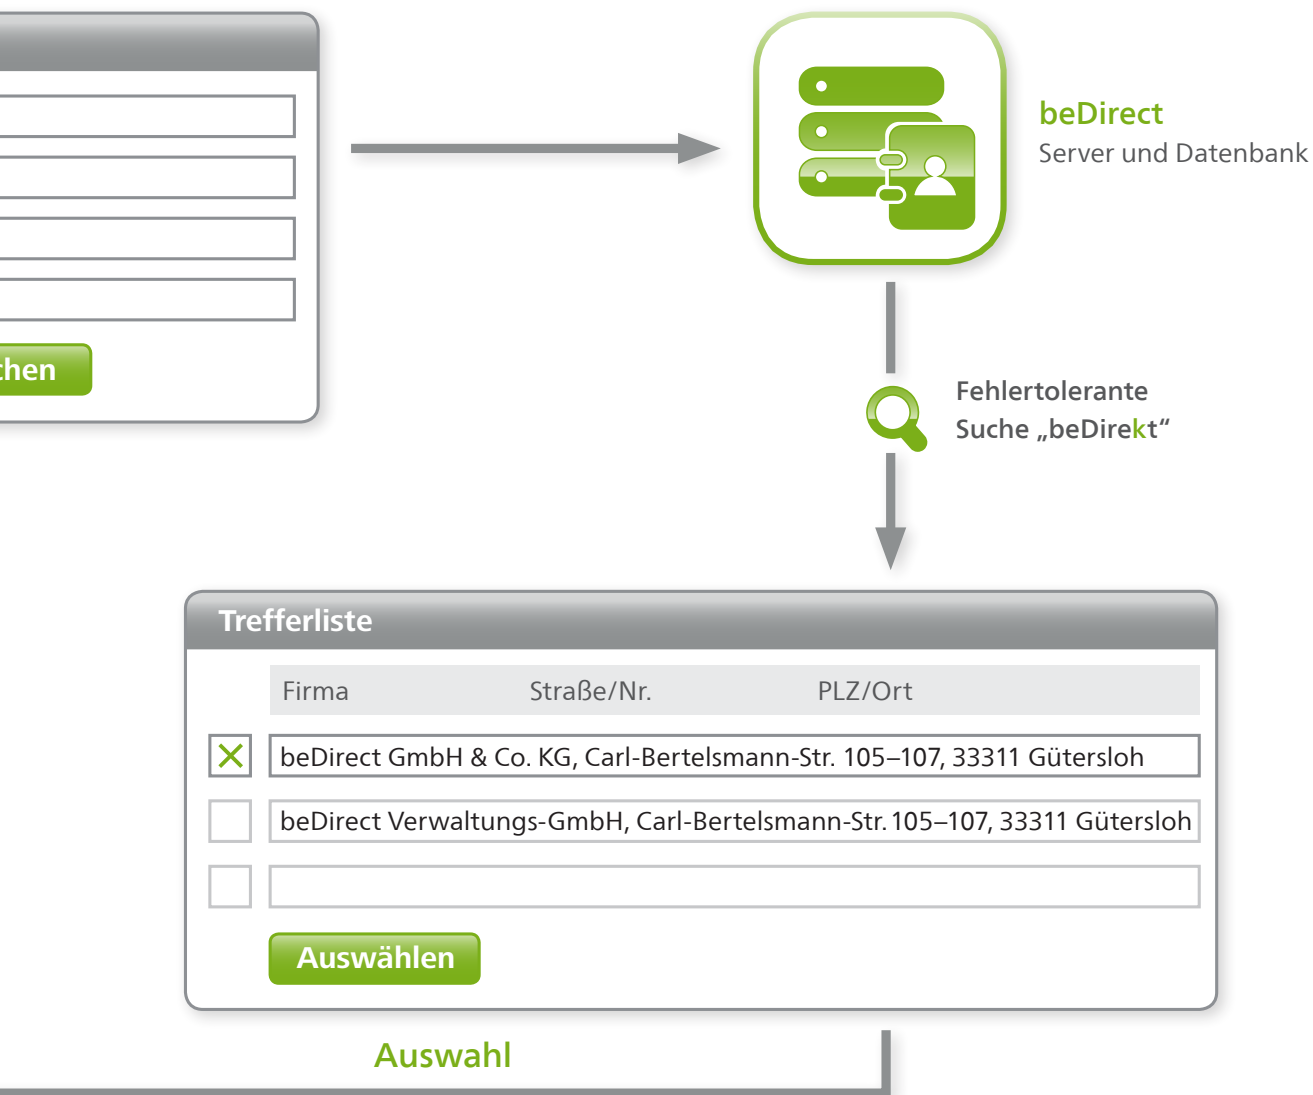 beDirect
Server und Datenbank
chen
Fehlertolerante
Suche „beDirekt“
Trefferliste
Firma Straße/Nr. PLZ/Ort
beDirect GmbH & Co. KG, Carl-Bertelsmann-Str. 105–107, 33311 Gütersloh
beDirect Verwaltungs-GmbH, Carl-Bertelsmann-Str. 105–107, 33311 Gütersloh
Auswählen
Auswahl